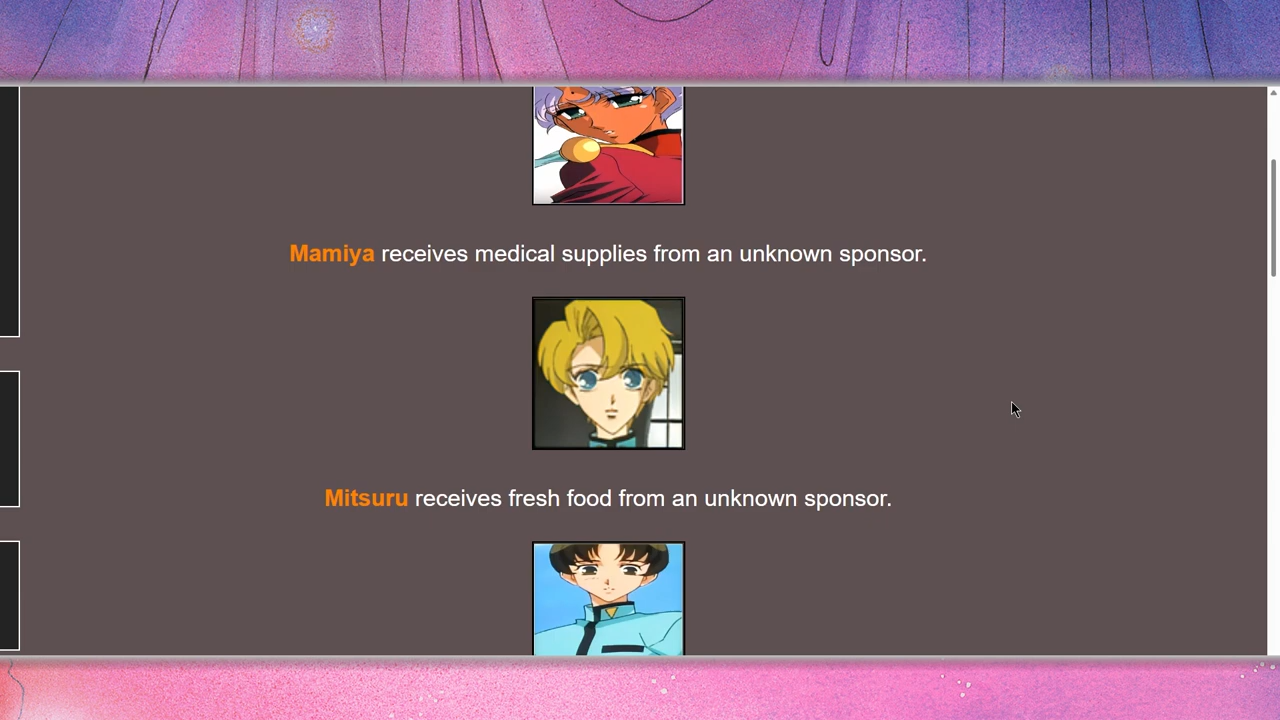 Mamiya receives medical supplies from an unknown sponsor.
Mitsuru receives fresh food from an unknown sponsor.